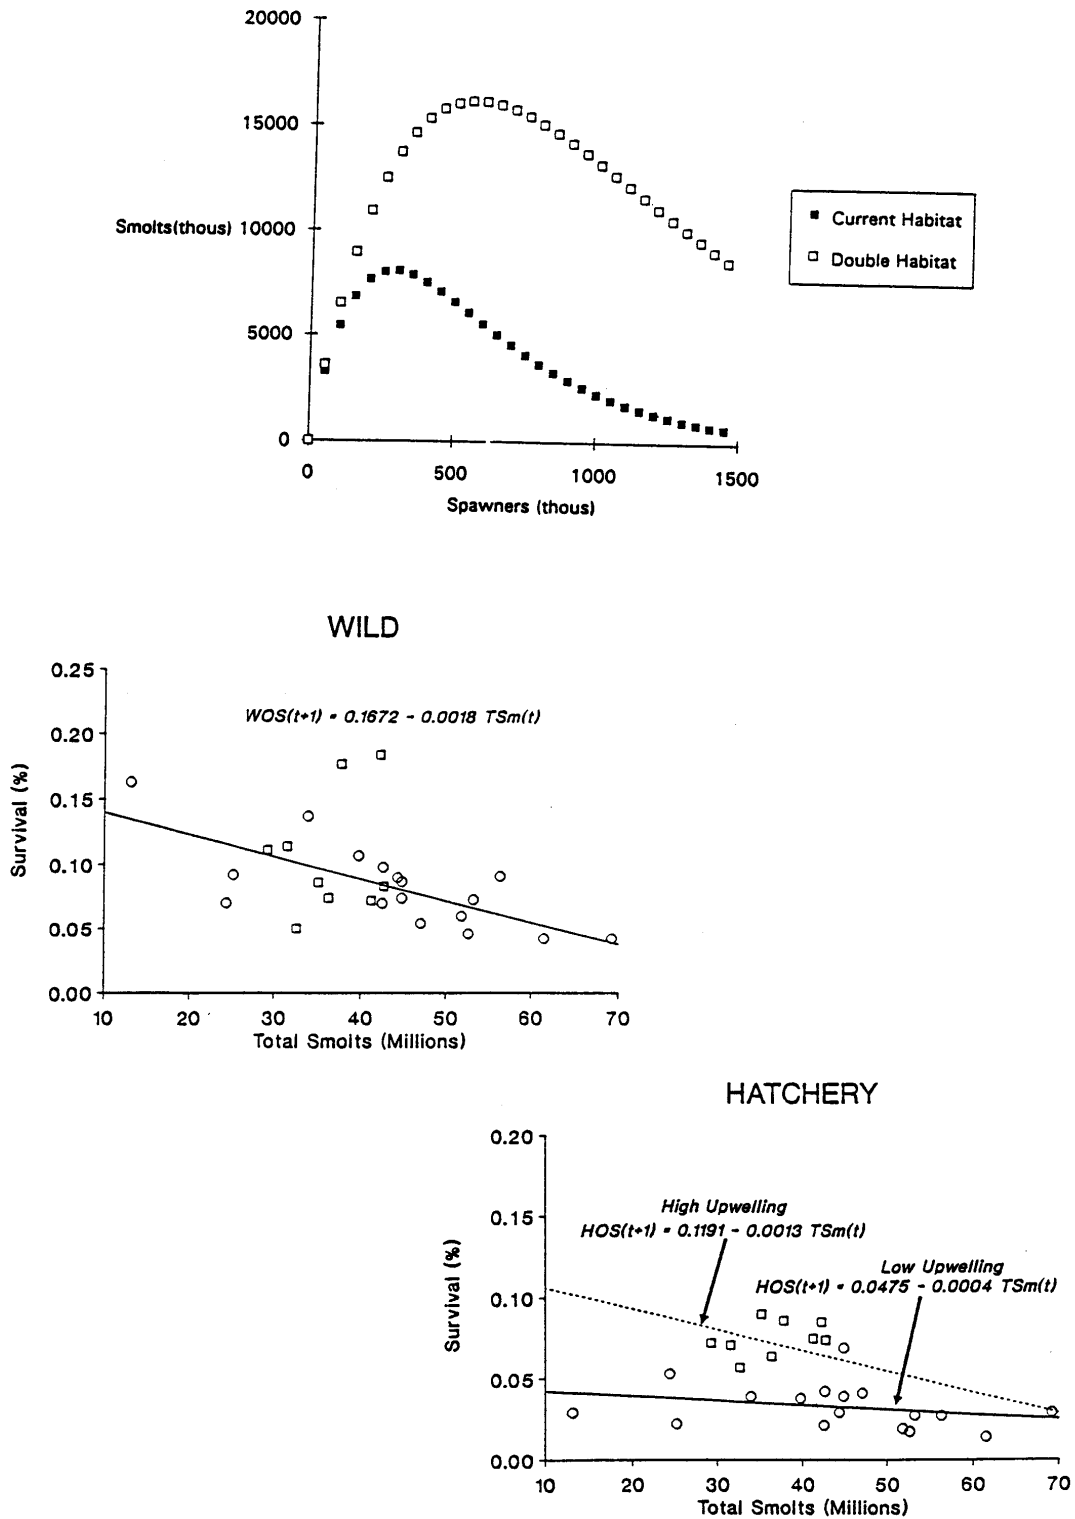 20000
15000
Smolts(thous) 10000
5000
0
0 500 1000 1500
Spawners (thous)
Current Habitat
Double Habitat
WILD
0.25
0.20
0.15
0.10
0.05
0.00
Survival (%)
WOS(t+1) = 0.1672 - 0.0018 TSm(t)
10 20 30 40 50 60 70
Total Smolts (Millions)
HATCHERY
0.20
0.15
0.10
0.05
0.00
Survival (%)
High Upwelling
HOS(t+1) = 0.1191 - 0.0013 TSm(t)
Low Upwelling
HOS(t+1) = 0.0475 - 0.0004 TSm(t)
10 20 30 40 50 60 70
Total Smolts (Millions)